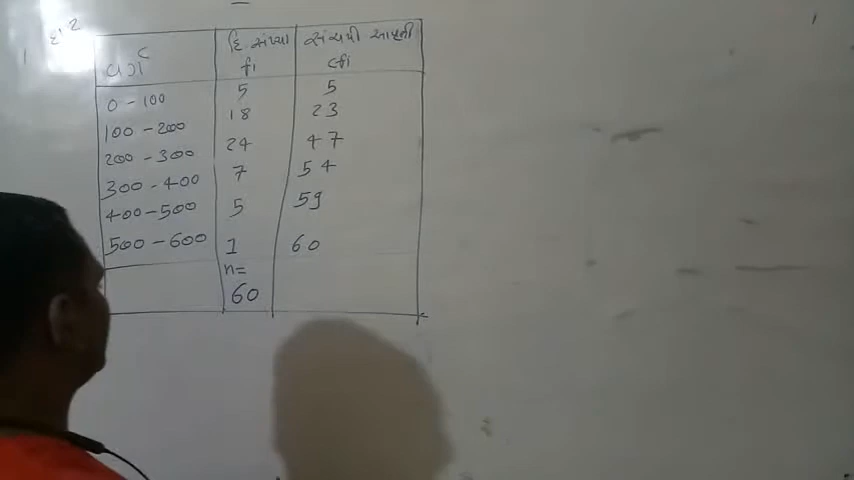 વર્ગ દિ સંખ્યા સંચયી આવૃત્તી
fi cfi
0 - 100 5 5
100 - 200 18 23
200 - 300 24 47
300 - 400 7 54
400 - 500 5 59
500 - 600 1 60
n=
60